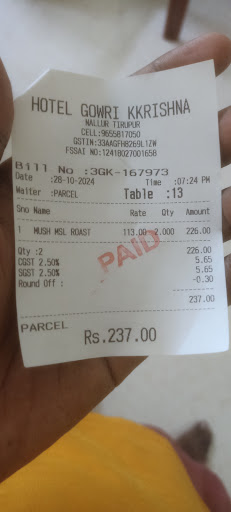 HOTEL GOWRI KKRISHNA
NALLUR TIRUPUR
CELL:9655817050
GSTIN:33AAGFH8269L1ZW
FSSAI NO:12418027001658
Bill No :3GK-167973
Date :28-10-2024 Time :07:24 PM
Waiter :PARCEL Table :13
Sno Name Rate Qty Amount
1 MUSH MSL ROAST 113.00 2.000 226.00
PAID
Qty :2 226.00
CGST 2.50% 5.65
SGST 2.50% 5.65
Round Off : -0.30
237.00
PARCEL
Rs.237.00